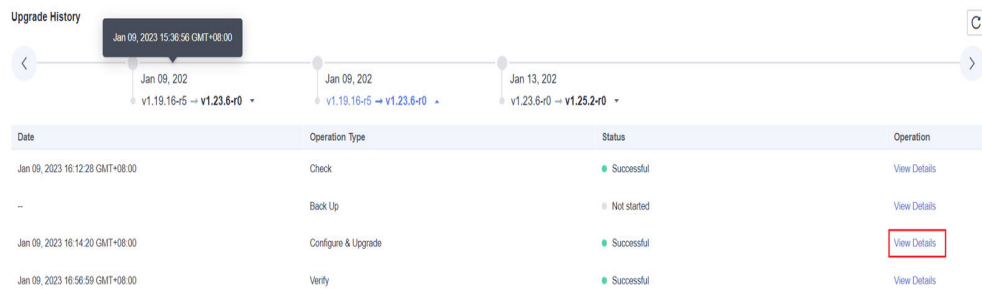 Upgrade History
Jan 09, 2023 15:36:56 GMT+08:00
Jan 09, 202 Jan 09, 202 Jan 13, 202
v1.19.16-r5 → v1.23.6-r0 v1.19.16-r5 → v1.23.6-r0 v1.23.6-r0 → v1.25.2-r0
Date Operation Type Status Operation
Jan 09, 2023 16:12:28 GMT+08:00 Check Successful View Details
-- Back Up Not started View Details
Jan 09, 2023 16:14:20 GMT+08:00 Configure & Upgrade Successful View Details
Jan 09, 2023 16:56:59 GMT+08:00 Verify Successful View Details